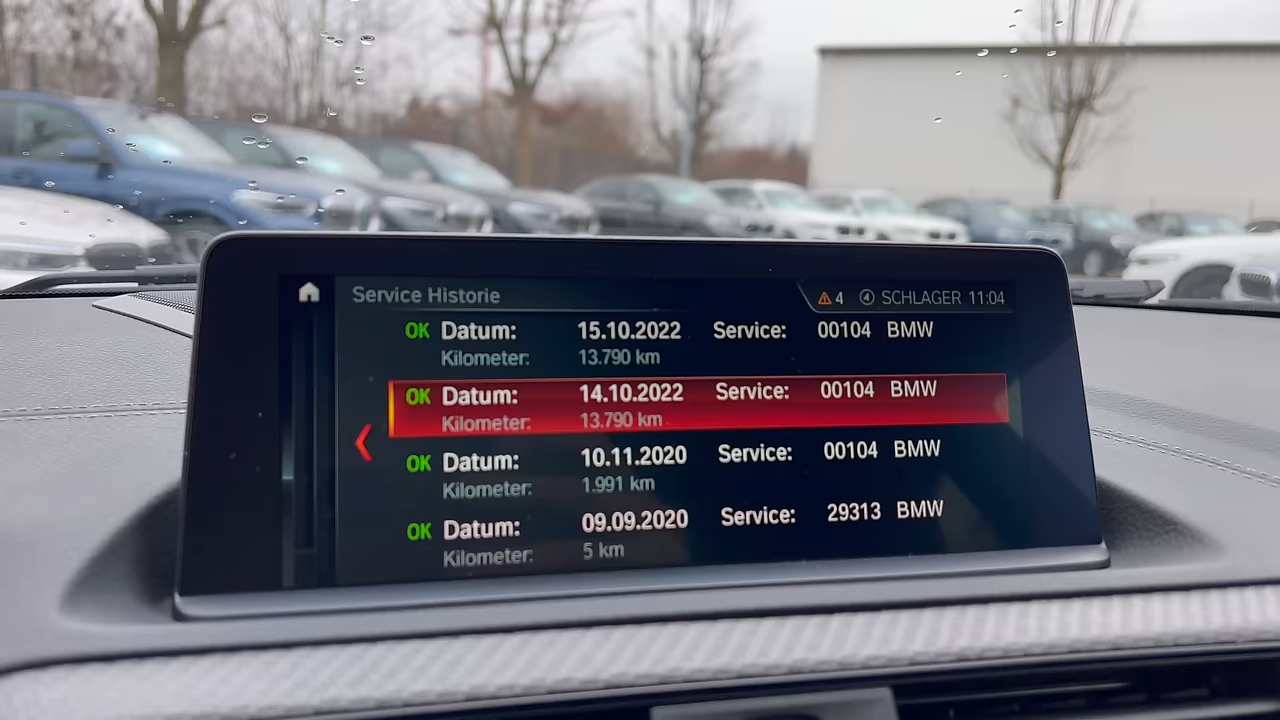 Service Historie
4 SCHLAGER 11:04
OK Datum: 15.10.2022 Service: 00104 BMW
Kilometer: 13.790 km
OK Datum: 14.10.2022 Service: 00104 BMW
Kilometer: 13.790 km
OK Datum: 10.11.2020 Service: 00104 BMW
Kilometer: 1.991 km
OK Datum: 09.09.2020 Service: 29313 BMW
Kilometer: 5 km